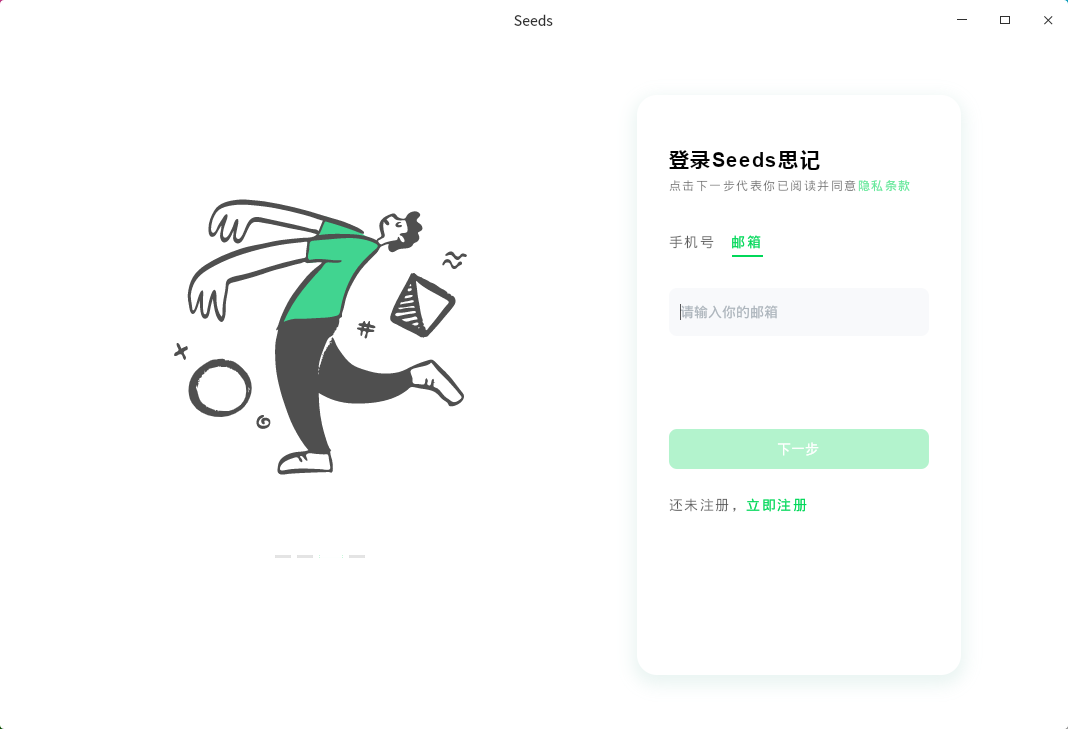 Seeds
登录Seeds思记
点击下一步代表你已阅读并同意隐私条款
手机号 邮箱
请输入你的邮箱
下一步
还未注册，立即注册